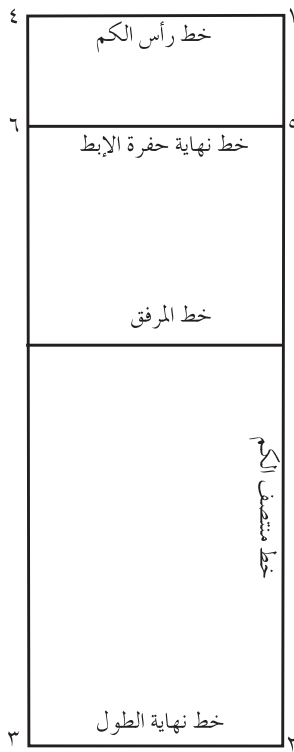 ٤ ١
خط رأس الكم
٦ ٥
خط نهاية حفرة الإبط
خط المرفق
خط منتصف الكم
خط نهاية الطول
٣ ٢